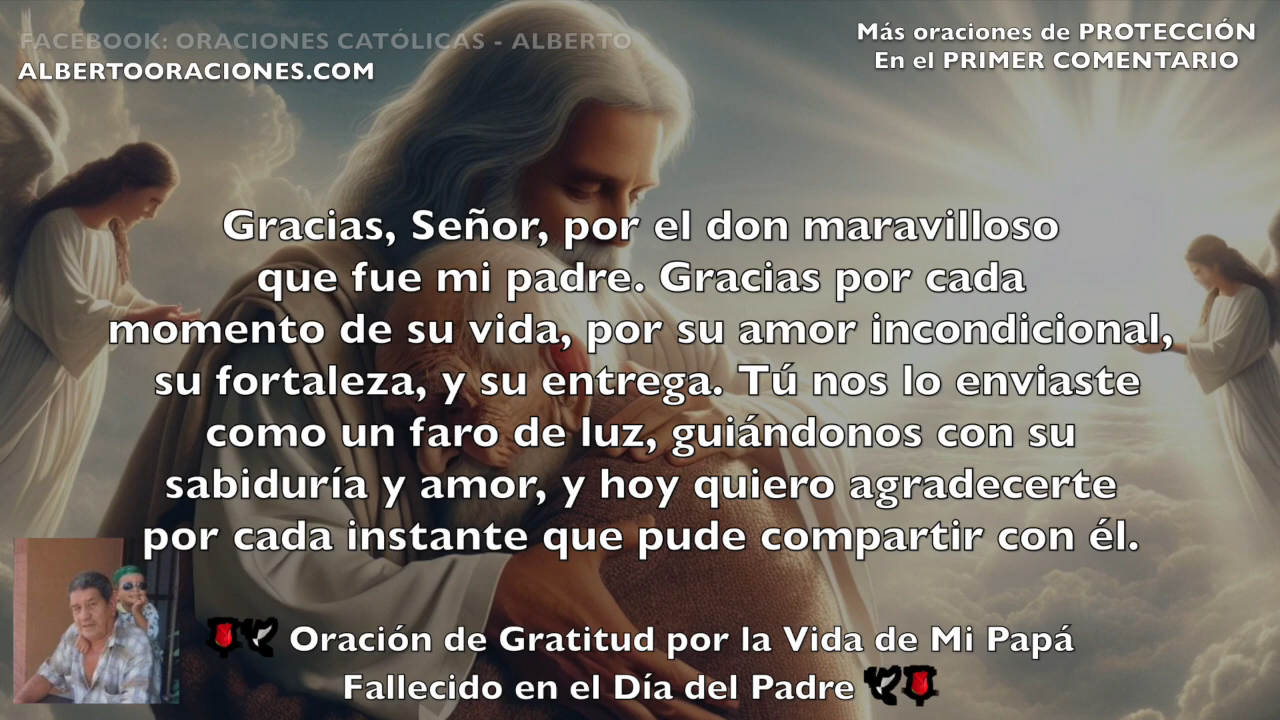 FACEBOOK: ORACIONES CATÓLICAS - ALBERTO
ALBERTOORACIONES.COM
Más oraciones de PROTECCIÓN
En el PRIMER COMENTARIO
Gracias, Señor, por el don maravilloso
que fue mi padre. Gracias por cada
momento de su vida, por su amor incondicional,
su fortaleza, y su entrega. Tú nos lo enviaste
como un faro de luz, guiándonos con su
sabiduría y amor, y hoy quiero agradecerte
por cada instante que pude compartir con él.
Oración de Gratitud por la Vida de Mi Papá
Fallecido en el Día del Padre